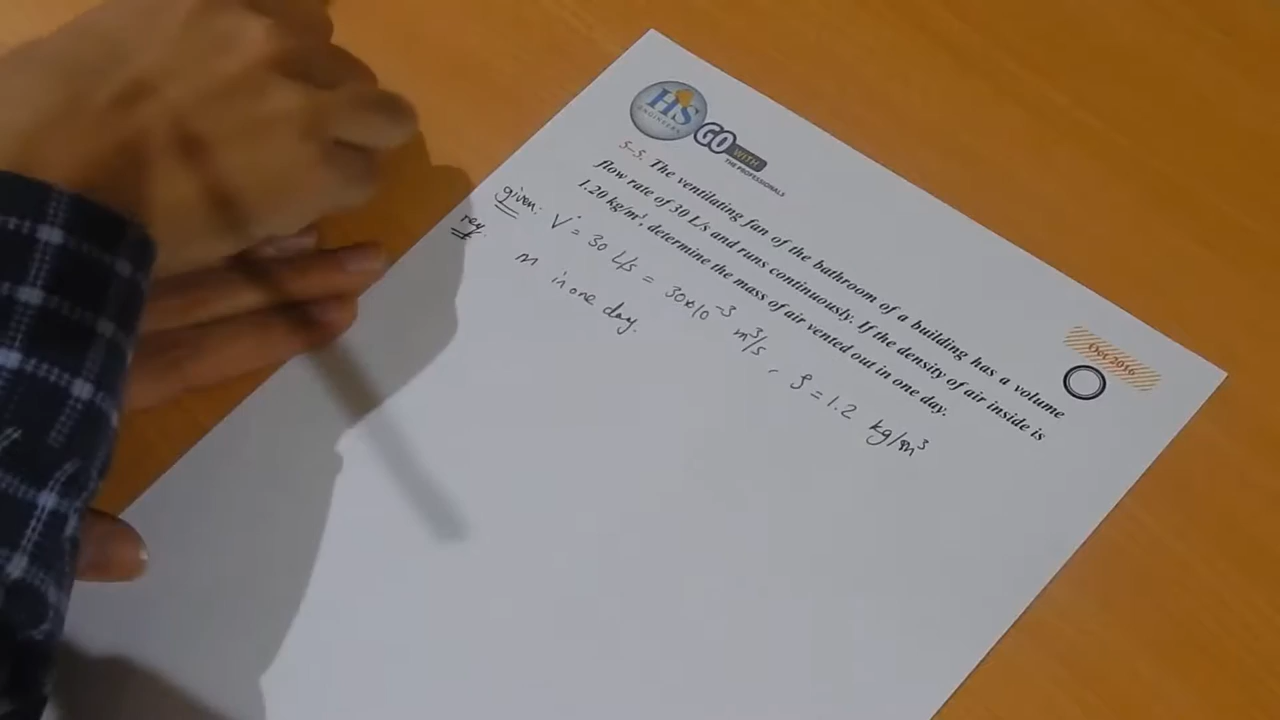 HS
ENGINEERS
GO
WITH
THE PROFESSIONALS
5-5. The ventilating fan of the bathroom of a building has a volume
flow rate of 30 L/s and runs continuously. If the density of air inside is
1.20 kg/m³, determine the mass of air vented out in one day.
Oct 2016
given: V̇ = 30 L/s = 30x10⁻³ m³/s , ρ = 1.2 kg/m³
req: m in one day.